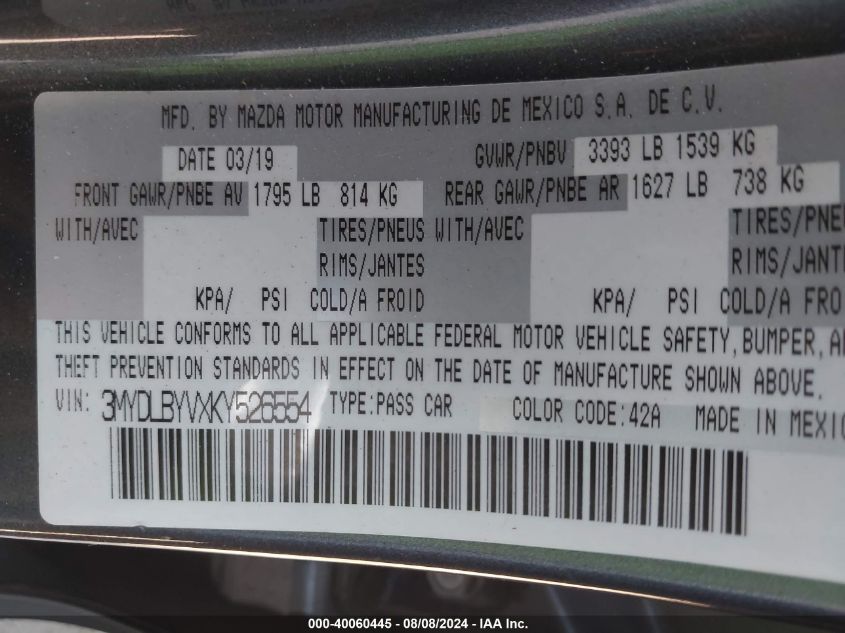 MFD. BY MAZDA MOTOR MANUFACTURING DE MEXICO S.A. DE C.V.
DATE 03/19 GVWR/PNBV 3393 LB 1539 KG
FRONT GAWR/PNBE AV 1795 LB 814 KG REAR GAWR/PNBE AR 1627 LB 738 KG
WITH/AVEC TIRES/PNEUS WITH/AVEC TIRES/PNEU
RIMS/JANTES RIMS/JANTE
KPA/ PSI COLD/A FROID KPA/ PSI COLD/A FRO
THIS VEHICLE CONFORMS TO ALL APPLICABLE FEDERAL MOTOR VEHICLE SAFETY, BUMPER, A
THEFT PREVENTION STANDARDS IN EFFECT ON THE DATE OF MANUFACTURE SHOWN ABOVE.
VIN: 3MYDLBYVXKY526554 TYPE:PASS CAR COLOR CODE:42A MADE IN MEXICO
000-40060445 - 08/08/2024 - IAA Inc.